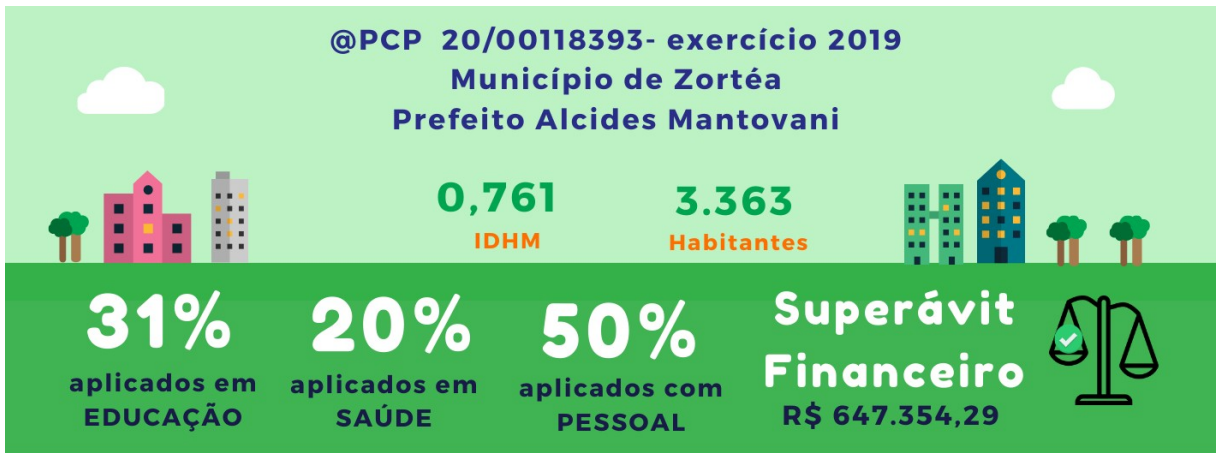 @PCP 20/00118393- exercício 2019
Município de Zortéa
Prefeito Alcides Mantovani
0,761
IDHM
3.363
Habitantes
31%
aplicados em
EDUCAÇÃO
20%
aplicados em
SAÚDE
50%
aplicados com
PESSOAL
Superávit
Financeiro
R$ 647.354,29